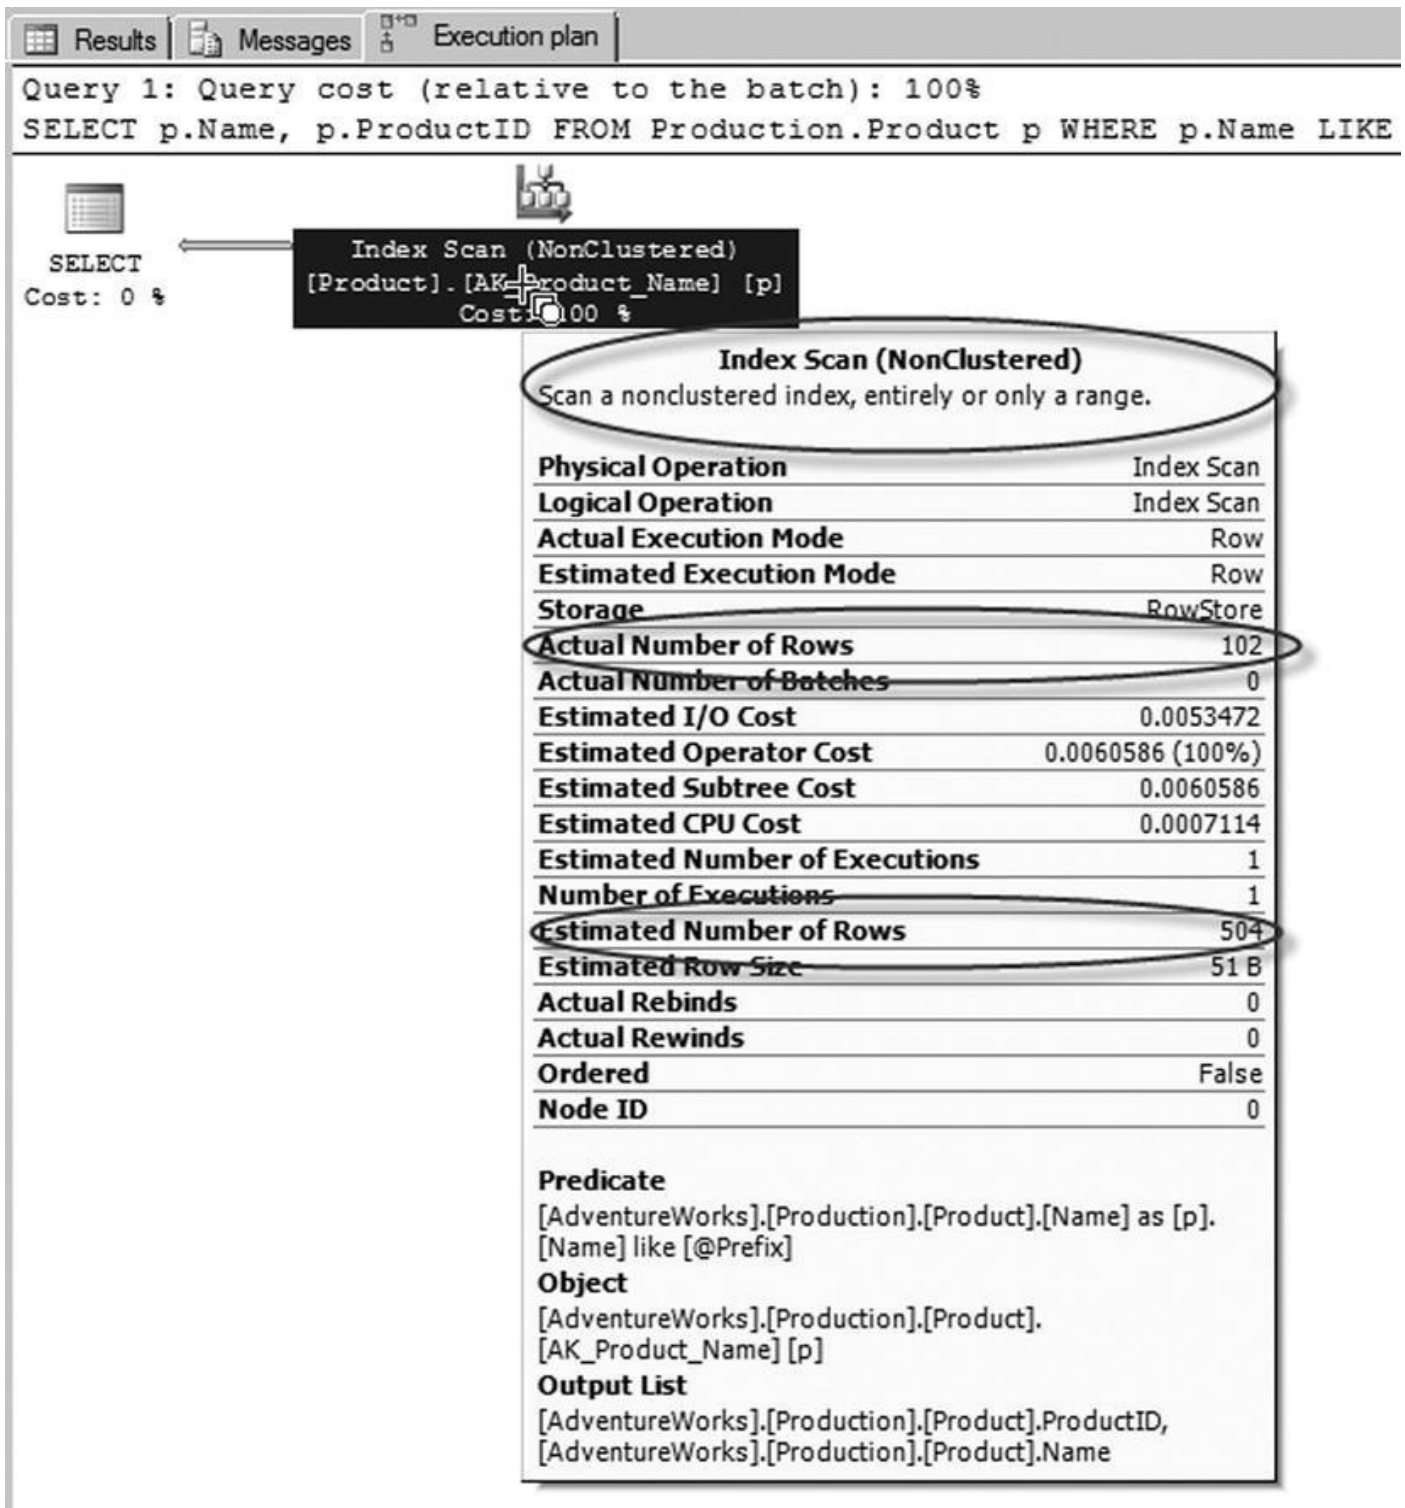 Results
Messages
Execution plan
Query 1: Query cost (relative to the batch): 100%
SELECT p.Name, p.ProductID FROM Production.Product p WHERE p.Name LIKE
SELECT
Cost: 0 %
Index Scan (NonClustered)
[Product].[AK_Product_Name] [p]
Cost: 100 %
Index Scan (NonClustered)
Scan a nonclustered index, entirely or only a range.
Physical Operation Index Scan
Logical Operation Index Scan
Actual Execution Mode Row
Estimated Execution Mode Row
Storage RowStore
Actual Number of Rows 102
Actual Number of Batches 0
Estimated I/O Cost 0.0053472
Estimated Operator Cost 0.0060586 (100%)
Estimated Subtree Cost 0.0060586
Estimated CPU Cost 0.0007114
Estimated Number of Executions 1
Number of Executions 1
Estimated Number of Rows 504
Estimated Row Size 51 B
Actual Rebinds 0
Actual Rewinds 0
Ordered False
Node ID 0
Predicate
[AdventureWorks].[Production].[Product].[Name] as [p].
[Name] like [@Prefix]
Object
[AdventureWorks].[Production].[Product].
[AK_Product_Name] [p]
Output List
[AdventureWorks].[Production].[Product].ProductID,
[AdventureWorks].[Production].[Product].Name